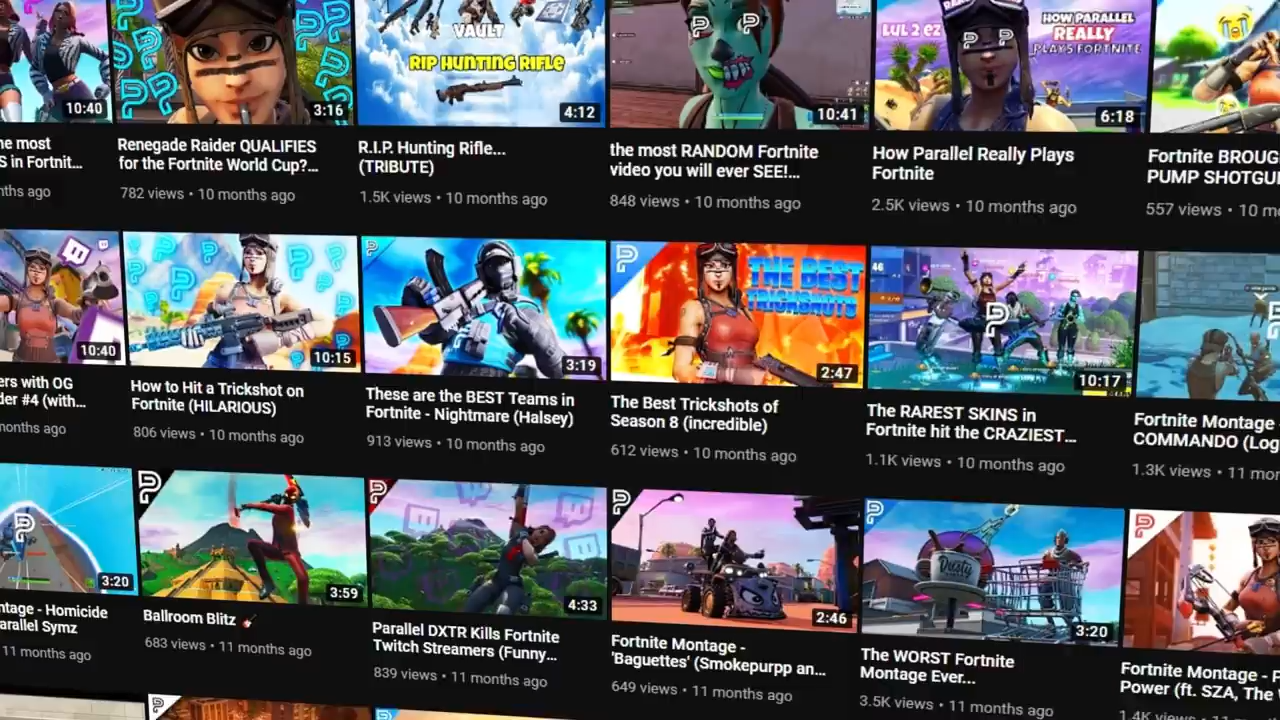 VAULT
RIP HUNTING RIFLE
LUL 2 EZ
HOW PARALLEL
REALLY
PLAYS FORTNITE
10:40
3:16
4:12
10:41
6:18
he most
S in Fortnit...
ths ago
Renegade Raider QUALIFIES
for the Fortnite World Cup?...
782 views • 10 months ago
R.I.P. Hunting Rifle...
(TRIBUTE)
1.5K views • 10 months ago
the most RANDOM Fortnite
video you will ever SEE!...
848 views • 10 months ago
How Parallel Really Plays
Fortnite
2.5K views • 10 months ago
Fortnite BROUG
PUMP SHOTGU
557 views • 10 m
THE BEST
TRICKSHOTS
10:40
10:15
3:19
2:47
10:17
ers with OG
der #4 (with...
months ago
How to Hit a Trickshot on
Fortnite (HILARIOUS)
806 views • 10 months ago
These are the BEST Teams in
Fortnite - Nightmare (Halsey)
913 views • 10 months ago
The Best Trickshots of
Season 8 (incredible)
612 views • 10 months ago
The RAREST SKINS in
Fortnite hit the CRAZIEST...
1.1K views • 10 months ago
Fortnite Montage -
COMMANDO (Log
1.3K views • 11 mo
Dusty
3:20
3:59
4:33
2:46
3:20
ntage - Homicide
arallel Symz
11 months ago
Ballroom Blitz
683 views • 11 months ago
Parallel DXTR Kills Fortnite
Twitch Streamers (Funny...
839 views • 11 months ago
Fortnite Montage -
'Baguettes' (Smokepurpp an...
649 views • 11 months ago
The WORST Fortnite
Montage Ever...
3.5K views • 11 months ago
Fortnite Montage - P
Power (ft. SZA, The
1.4K views • 11 mo